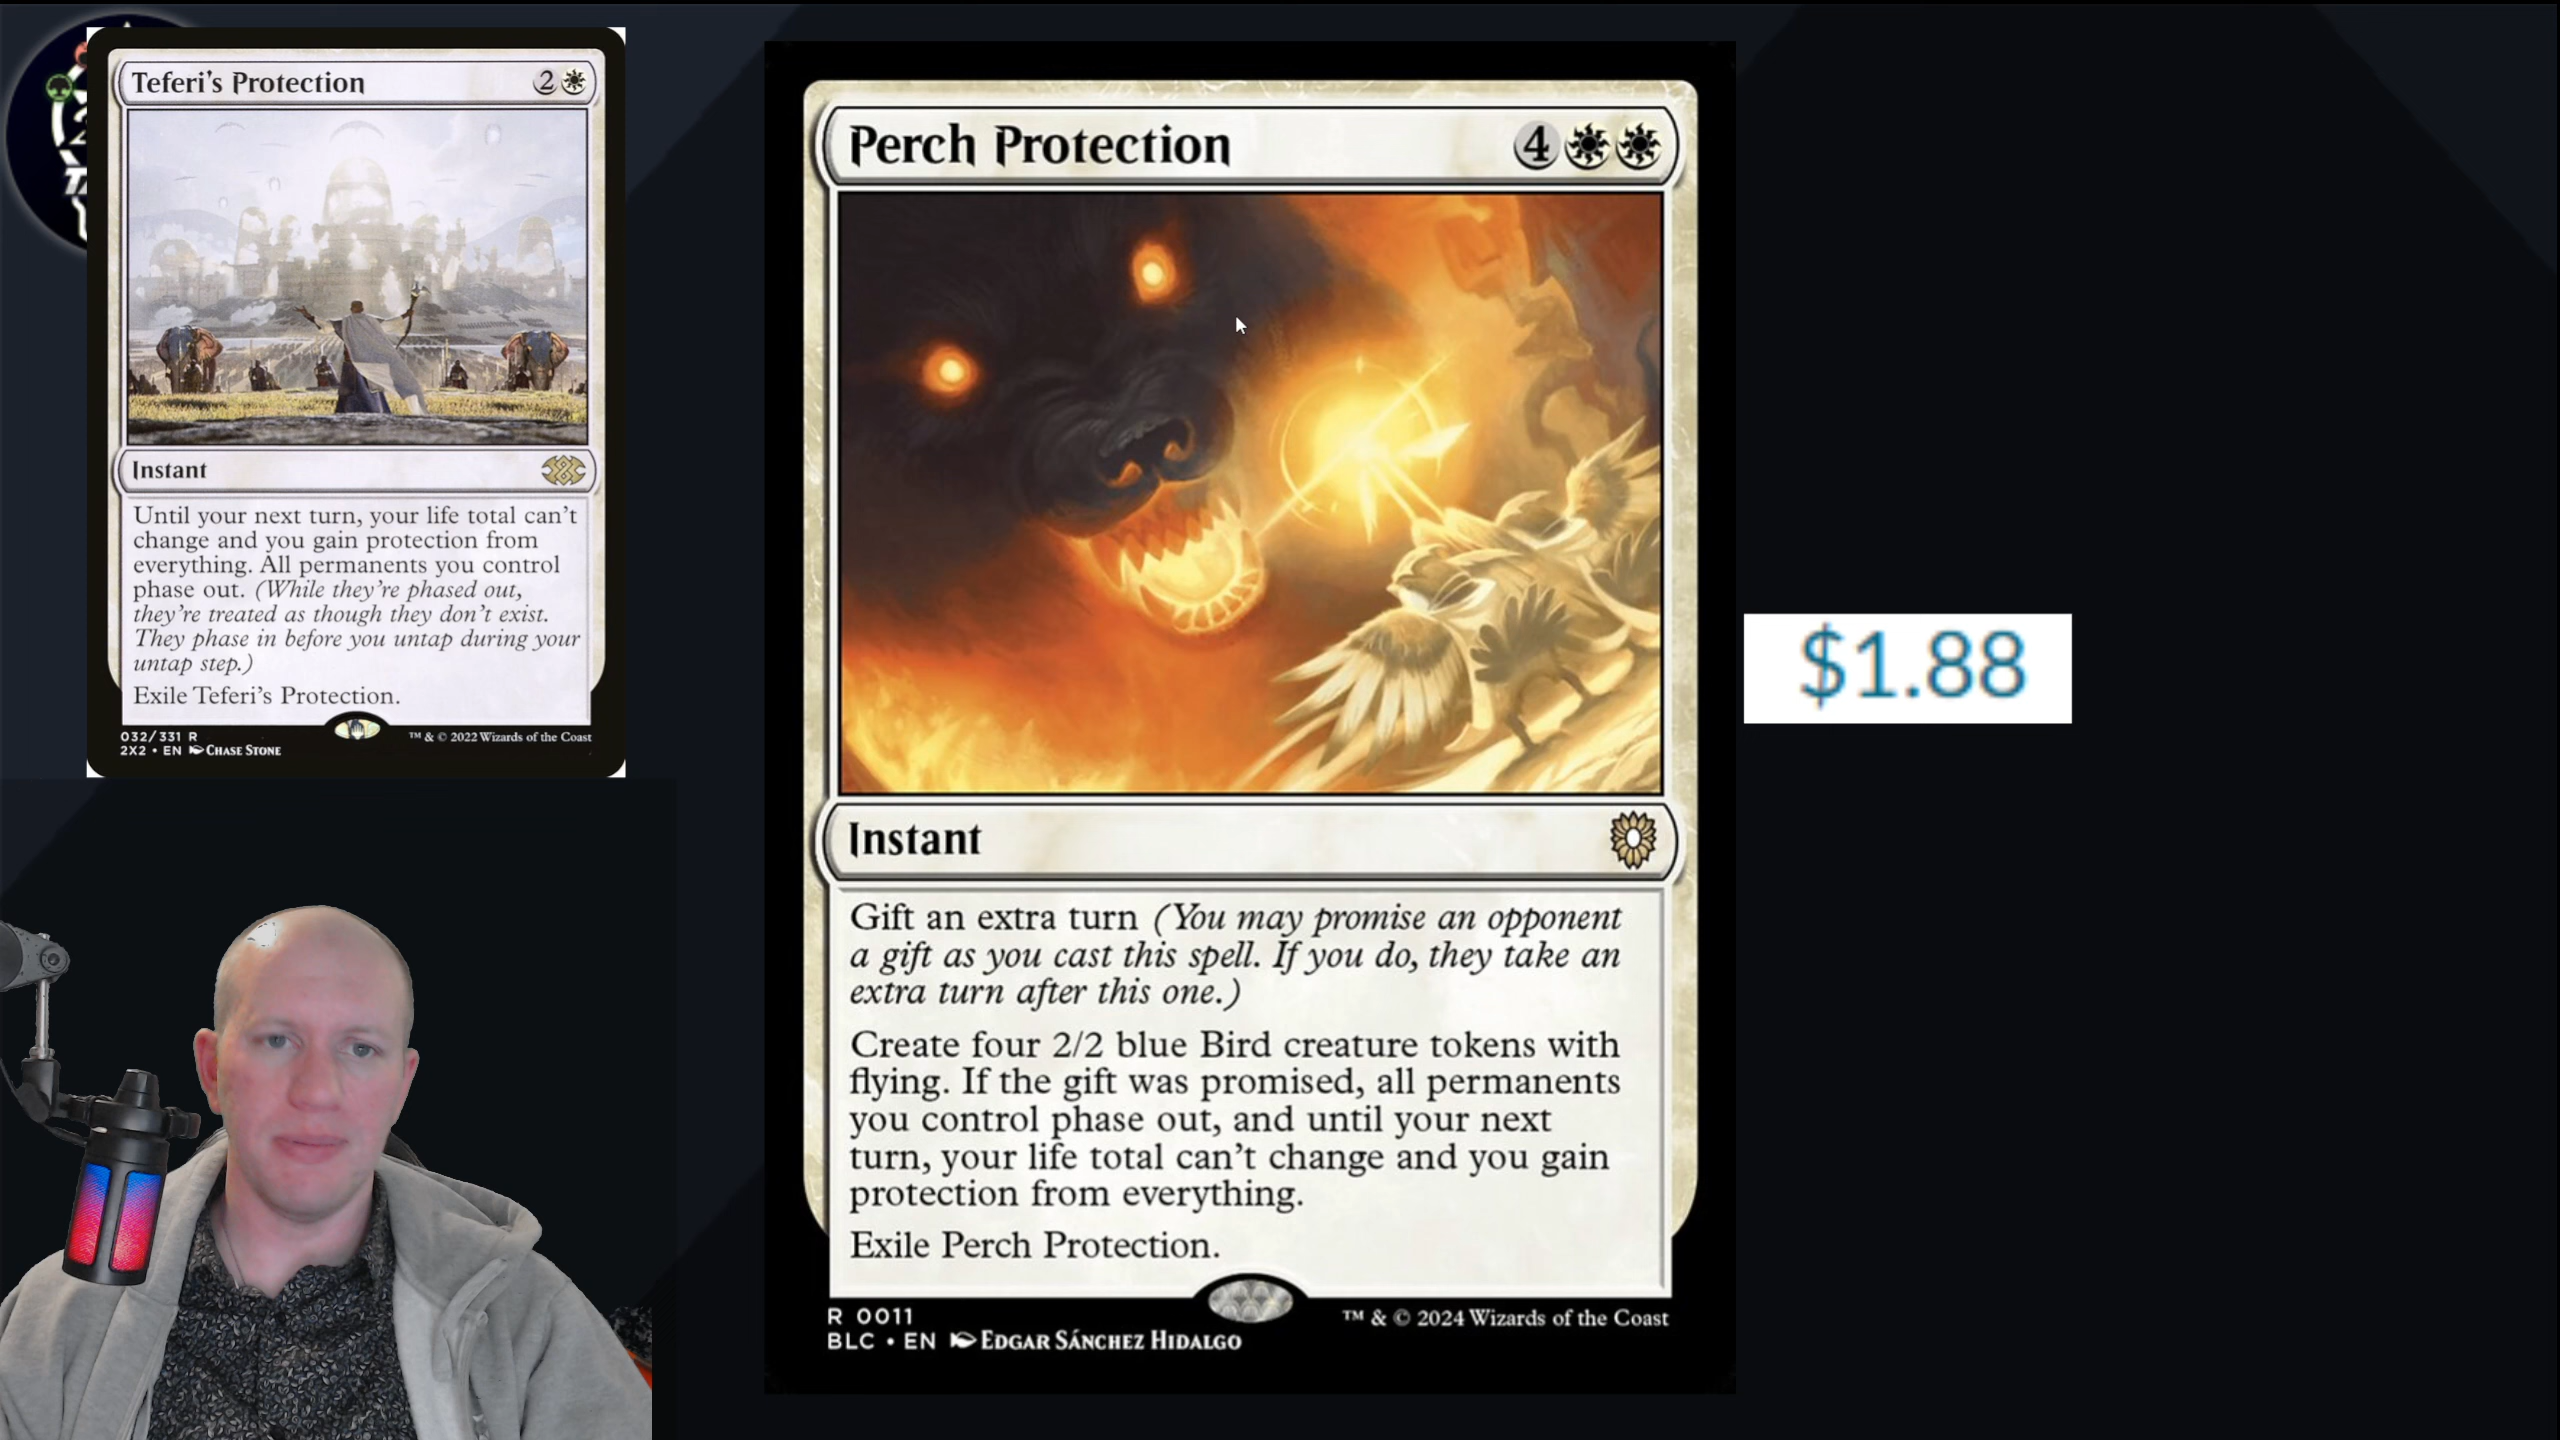 Teferi's Protection 2
Instant
Until your next turn, your life total can't
change and you gain protection from
everything. All permanents you control
phase out. (While they're phased out,
they're treated as though they don't exist.
They phase in before you untap during your
untap step.)
Exile Teferi's Protection.
032/331 R
2X2 • EN CHASE STONE
™ & © 2022 Wizards of the Coast
Perch Protection 4
Instant
Gift an extra turn (You may promise an opponent
a gift as you cast this spell. If you do, they take an
extra turn after this one.)
Create four 2/2 blue Bird creature tokens with
flying. If the gift was promised, all permanents
you control phase out, and until your next
turn, your life total can't change and you gain
protection from everything.
Exile Perch Protection.
R 0011
BLC • EN EDGAR SÁNCHEZ HIDALGO
™ & © 2024 Wizards of the Coast
$1.88